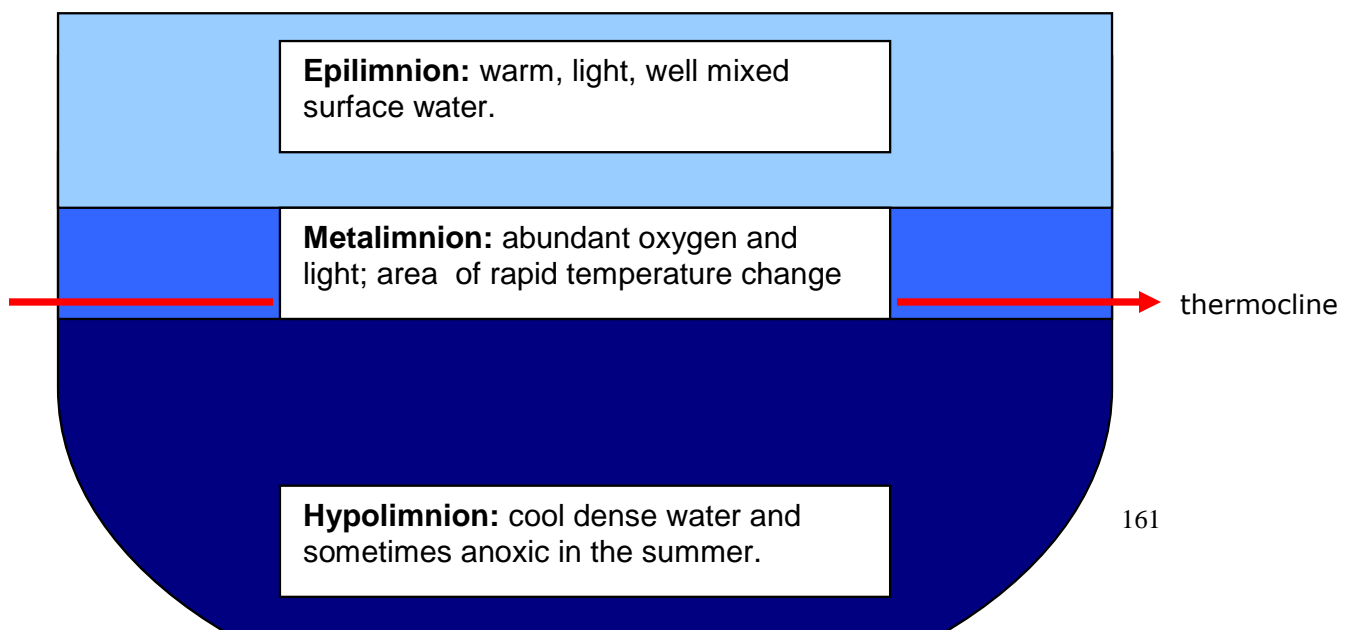 Epilimnion: warm, light, well mixed
surface water.
Metalimnion: abundant oxygen and
light; area  of rapid temperature change
thermocline
Hypolimnion: cool dense water and
sometimes anoxic in the summer.
161